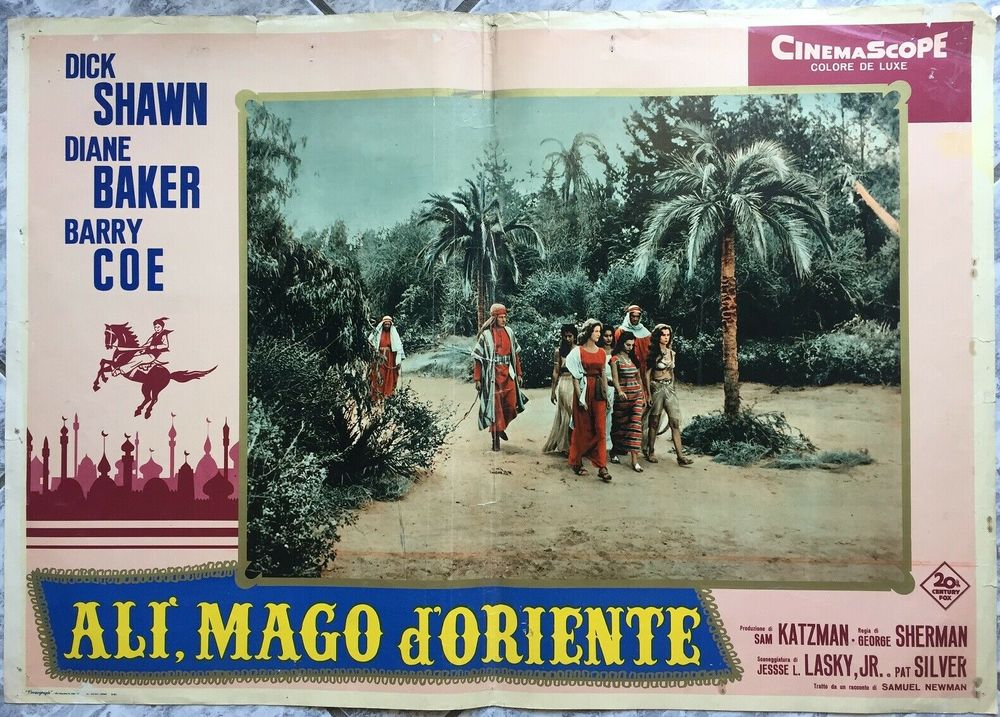 DICK
SHAWN
DIANE
BAKER
BARRY
COE
CINEMASCOPE
COLORE DE LUXE
ALÌ, MAGO d'ORIENTE
20th
CENTURY
FOX
Produzione di SAM KATZMAN · Regia di GEORGE SHERMAN
Sceneggiatura di JESSSE L. LASKY, JR. e PAT SILVER
Tratto da un racconto di SAMUEL NEWMAN